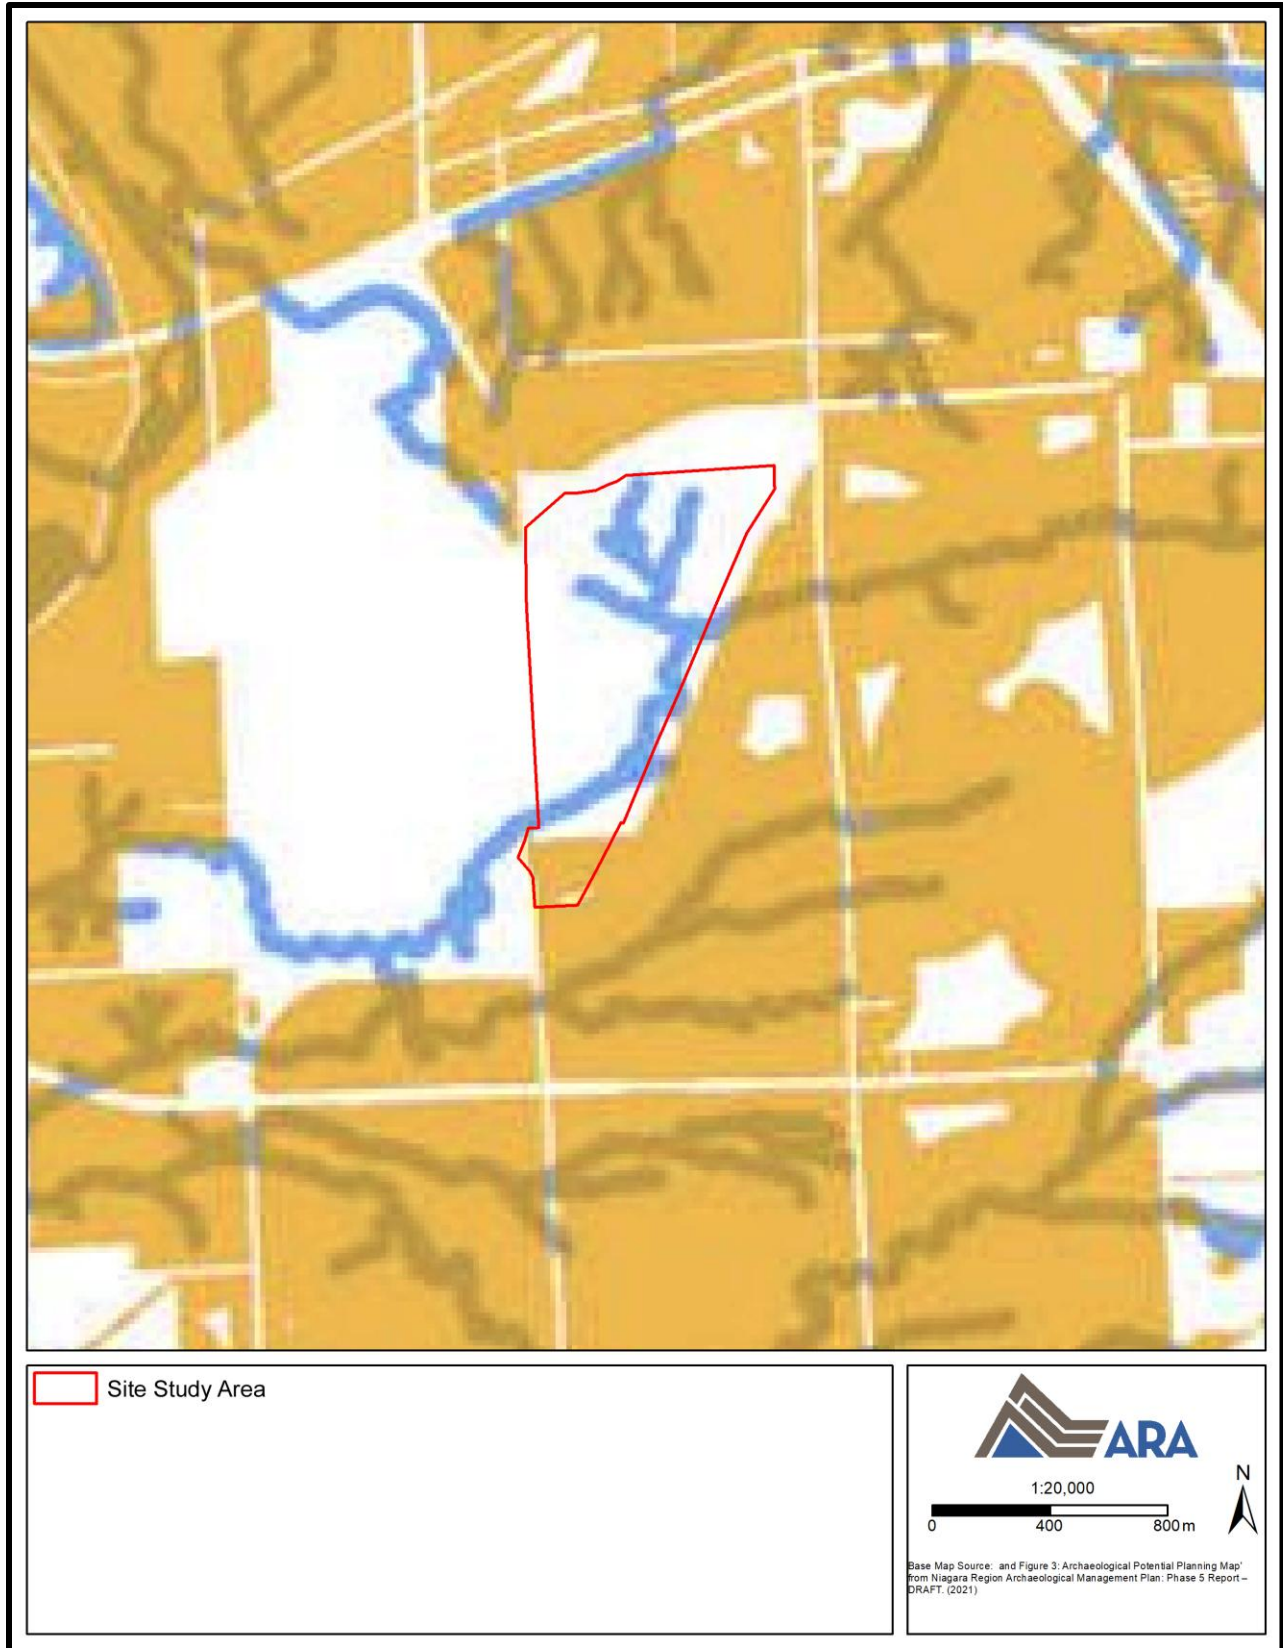 Site Study Area
ARA
1:20,000
N
0 400 800 m
Base Map Source: and Figure 3: Archaeological Potential Planning Map'
from Niagara Region Archaeological Management Plan: Phase 5 Report –
DRAFT. (2021)